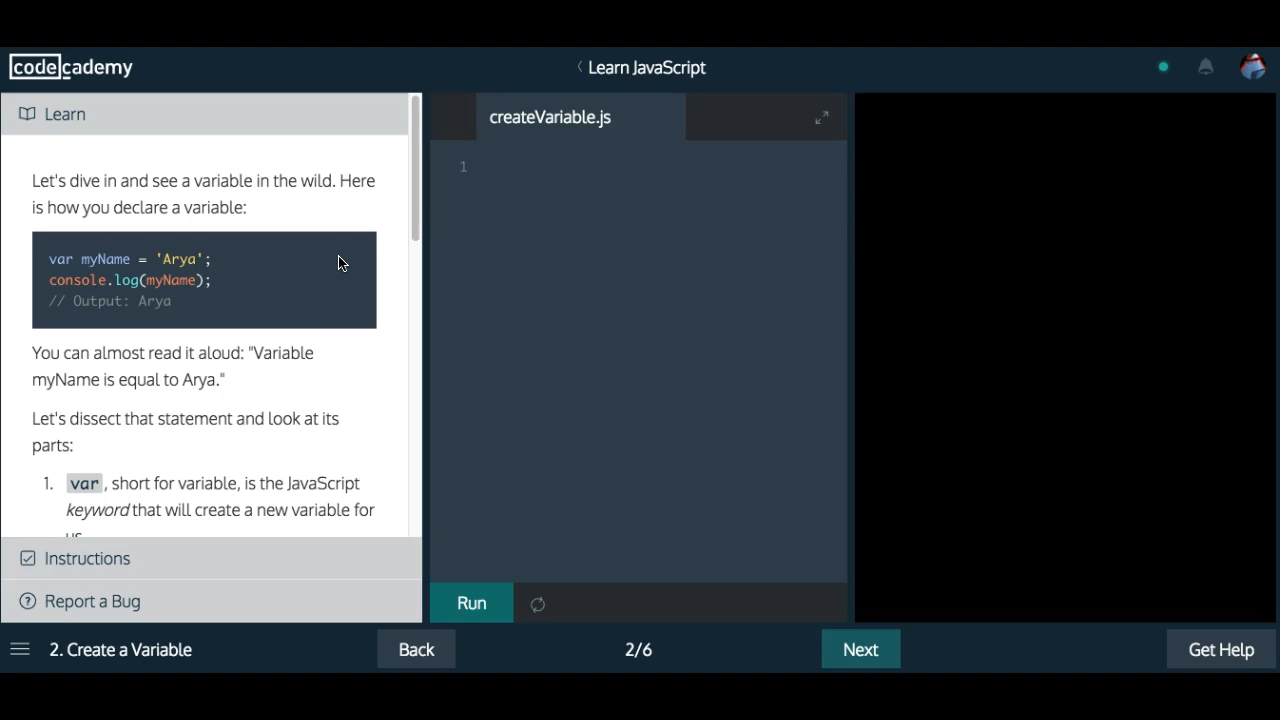 codecademy
Learn JavaScript
Learn
Let's dive in and see a variable in the wild. Here
is how you declare a variable:
var myName = 'Arya';
console.log(myName);
// Output: Arya
You can almost read it aloud: "Variable
myName is equal to Arya."
Let's dissect that statement and look at its
parts:
1. var, short for variable, is the JavaScript
keyword that will create a new variable for
us
Instructions
Report a Bug
createVariable.js
1
Run
2. Create a Variable
Back
2/6
Next
Get Help